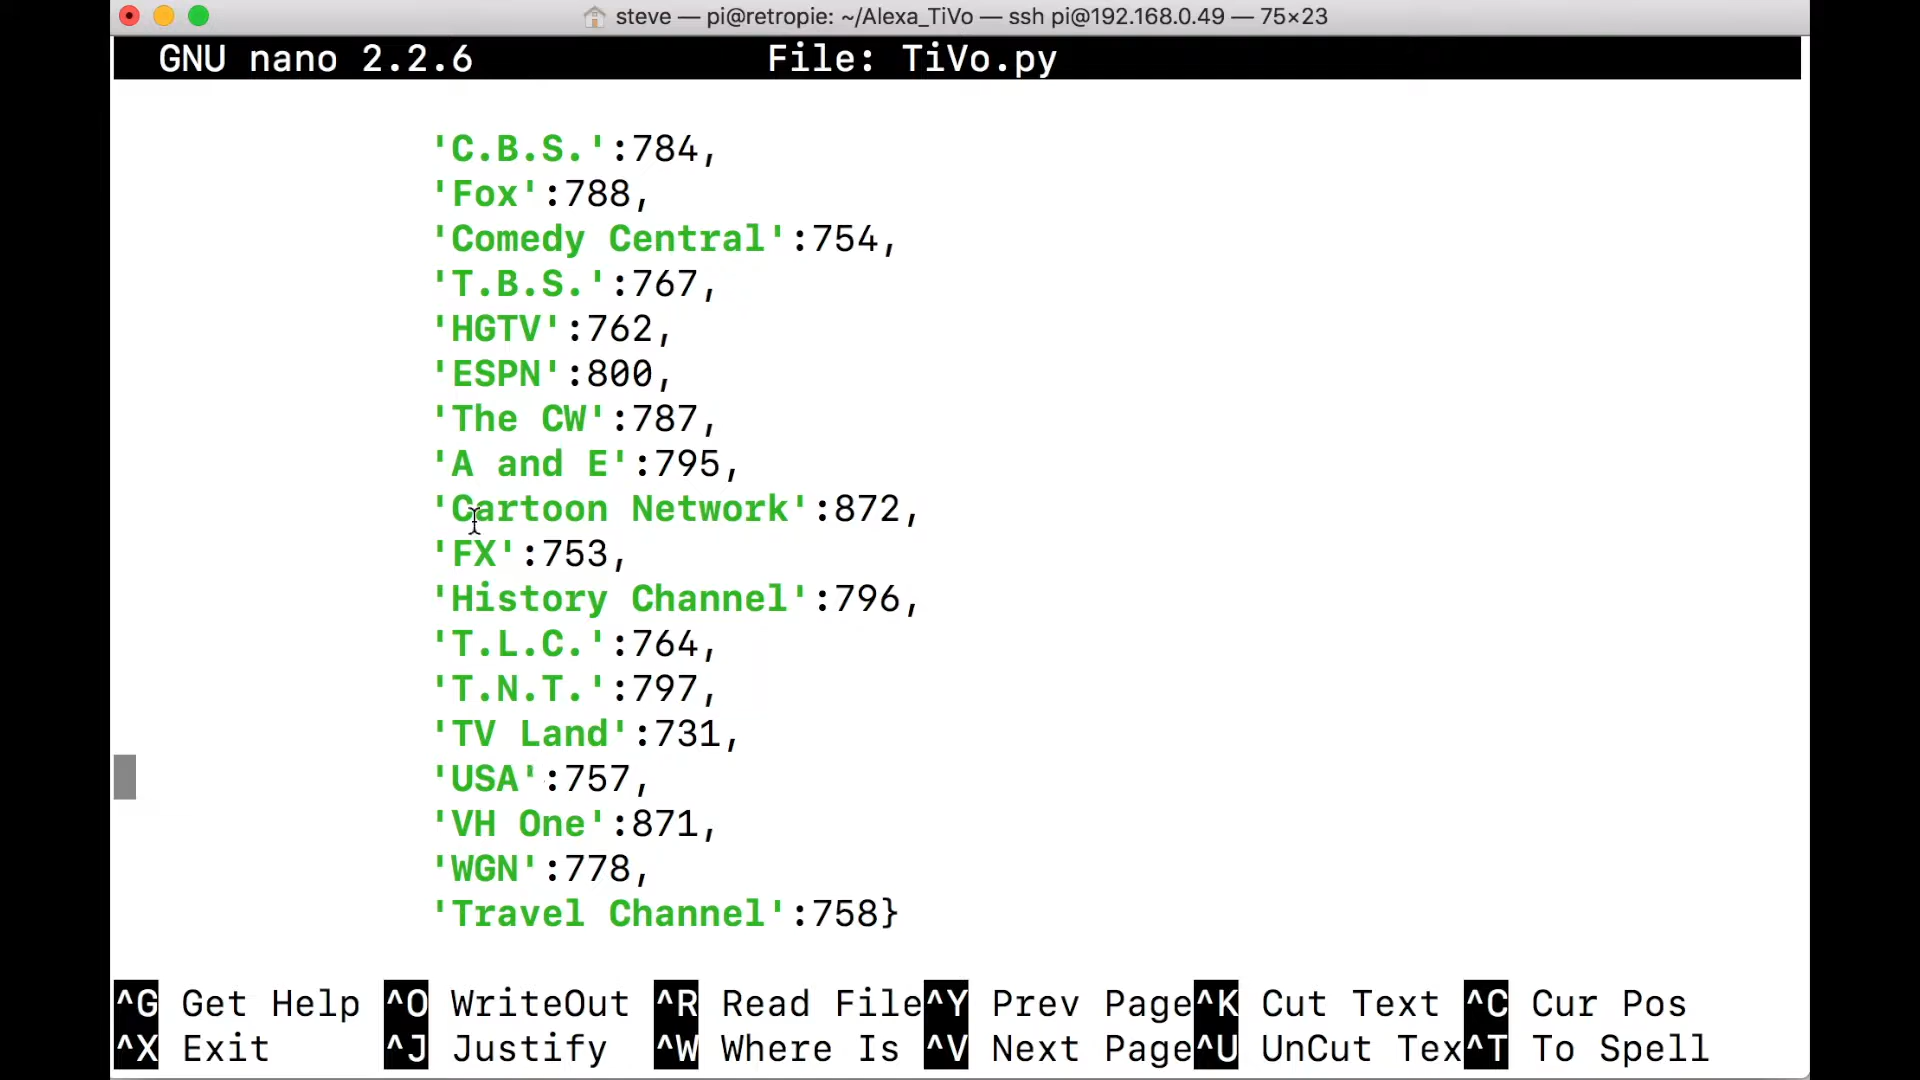 steve — pi@retropie: ~/Alexa_TiVo — ssh pi@192.168.0.49 — 75×23
GNU nano 2.2.6 File: TiVo.py
'C.B.S.':784,
'Fox':788,
'Comedy Central':754,
'T.B.S.':767,
'HGTV':762,
'ESPN':800,
'The CW':787,
'A and E':795,
'Cartoon Network':872,
'FX':753,
'History Channel':796,
'T.L.C.':764,
'T.N.T.':797,
'TV Land':731,
'USA':757,
'VH One':871,
'WGN':778,
'Travel Channel':758}
^G Get Help ^O WriteOut ^R Read File^Y Prev Page^K Cut Text ^C Cur Pos
^X Exit ^J Justify ^W Where Is ^V Next Page^U UnCut Tex^T To Spell